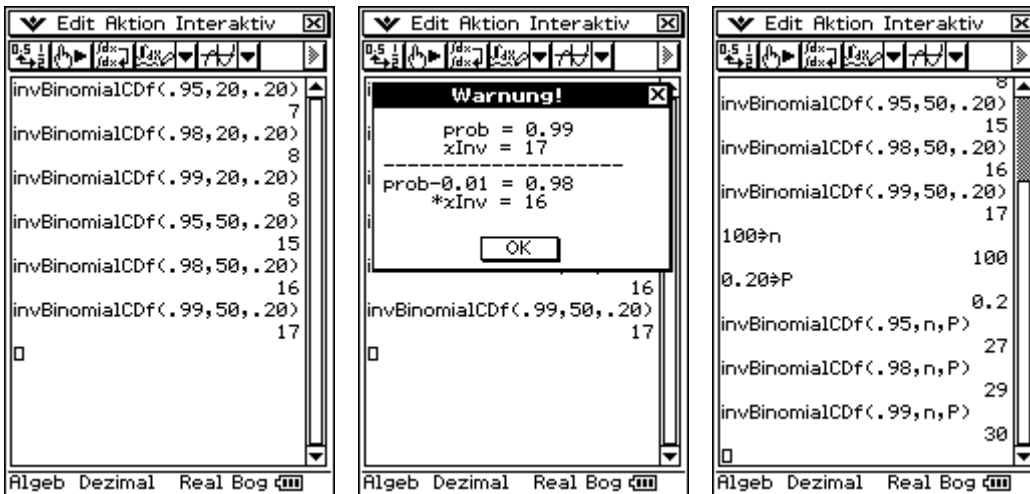 Edit Aktion Interaktiv
invBinomialCDf(.95,20,.20)
7
invBinomialCDf(.98,20,.20)
8
invBinomialCDf(.99,20,.20)
8
invBinomialCDf(.95,50,.20)
15
invBinomialCDf(.98,50,.20)
16
invBinomialCDf(.99,50,.20)
17
Algeb Dezimal Real Bog
Edit Aktion Interaktiv
Warnung!
prob = 0.99
xInv = 17
prob-0.01 = 0.98
*xInv = 16
OK
16
invBinomialCDf(.99,50,.20)
17
Algeb Dezimal Real Bog
Edit Aktion Interaktiv
8
invBinomialCDf(.95,50,.20)
15
invBinomialCDf(.98,50,.20)
16
invBinomialCDf(.99,50,.20)
17
100⇒n
100
0.20⇒P
0.2
invBinomialCDf(.95,n,P)
27
invBinomialCDf(.98,n,P)
29
invBinomialCDf(.99,n,P)
30
Algeb Dezimal Real Bog